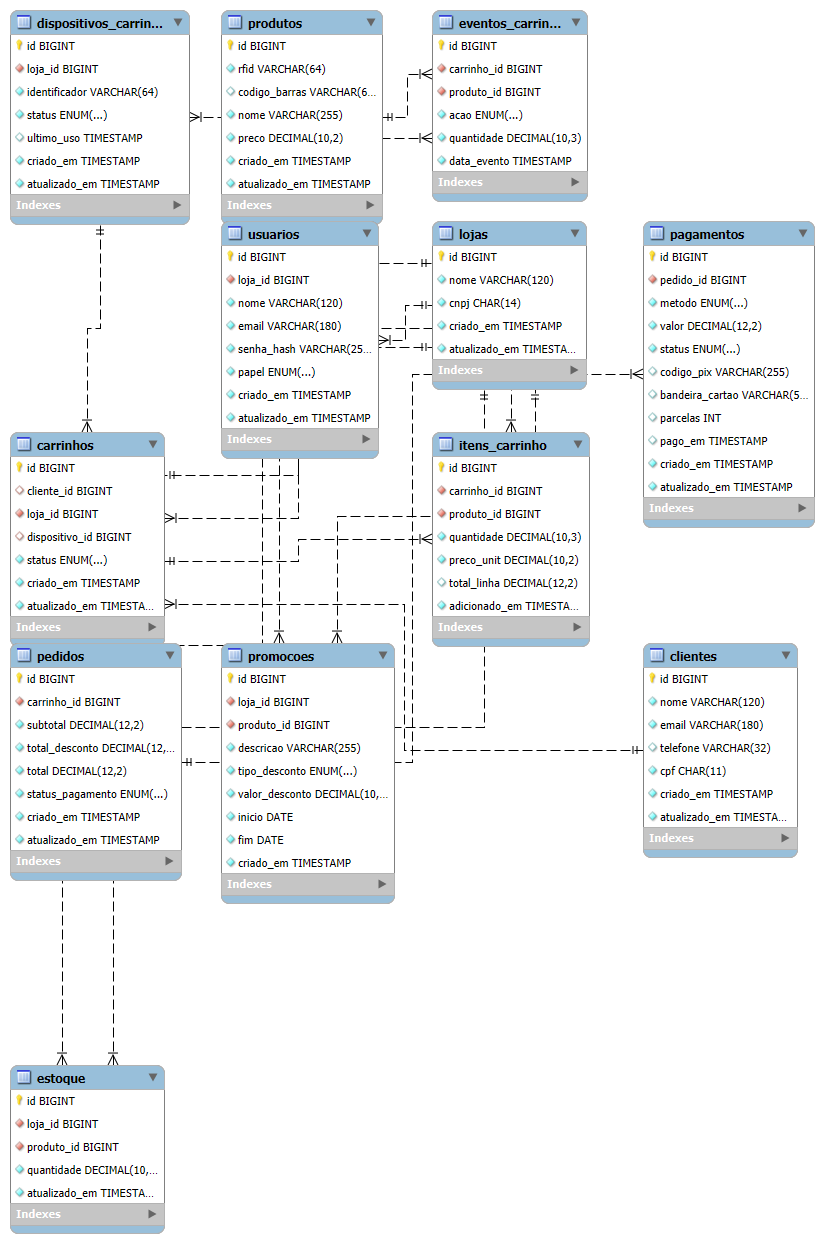 dispositivos_carrin...
id BIGINT
loja_id BIGINT
identificador VARCHAR(64)
status ENUM(...)
ultimo_uso TIMESTAMP
criado_em TIMESTAMP
atualizado_em TIMESTAMP
Indexes
produtos
id BIGINT
rfid VARCHAR(64)
codigo_barras VARCHAR(6...
nome VARCHAR(255)
preco DECIMAL(10,2)
criado_em TIMESTAMP
atualizado_em TIMESTAMP
Indexes
eventos_carrin...
id BIGINT
carrinho_id BIGINT
produto_id BIGINT
acao ENUM(...)
quantidade DECIMAL(10,3)
data_evento TIMESTAMP
Indexes
usuarios
id BIGINT
loja_id BIGINT
nome VARCHAR(120)
email VARCHAR(180)
senha_hash VARCHAR(25...
papel ENUM(...)
criado_em TIMESTAMP
atualizado_em TIMESTAMP
Indexes
lojas
id BIGINT
nome VARCHAR(120)
cnpj CHAR(14)
criado_em TIMESTAMP
atualizado_em TIMESTA...
Indexes
pagamentos
id BIGINT
pedido_id BIGINT
metodo ENUM(...)
valor DECIMAL(12,2)
status ENUM(...)
codigo_pix VARCHAR(255)
bandeira_cartao VARCHAR(5...
parcelas INT
pago_em TIMESTAMP
criado_em TIMESTAMP
atualizado_em TIMESTAMP
Indexes
carrinhos
id BIGINT
cliente_id BIGINT
loja_id BIGINT
dispositivo_id BIGINT
status ENUM(...)
criado_em TIMESTAMP
atualizado_em TIMESTA...
Indexes
itens_carrinho
id BIGINT
carrinho_id BIGINT
produto_id BIGINT
quantidade DECIMAL(10,3)
preco_unit DECIMAL(10,2)
total_linha DECIMAL(12,2)
adicionado_em TIMESTA...
Indexes
pedidos
id BIGINT
carrinho_id BIGINT
subtotal DECIMAL(12,2)
total_desconto DECIMAL(12,...
total DECIMAL(12,2)
status_pagamento ENUM(...)
criado_em TIMESTAMP
atualizado_em TIMESTAMP
Indexes
promocoes
id BIGINT
loja_id BIGINT
produto_id BIGINT
descricao VARCHAR(255)
tipo_desconto ENUM(...)
valor_desconto DECIMAL(10,...
inicio DATE
fim DATE
criado_em TIMESTAMP
Indexes
clientes
id BIGINT
nome VARCHAR(120)
email VARCHAR(180)
telefone VARCHAR(32)
cpf CHAR(11)
criado_em TIMESTAMP
atualizado_em TIMESTA...
Indexes
estoque
id BIGINT
loja_id BIGINT
produto_id BIGINT
quantidade DECIMAL(10,...
atualizado_em TIMESTA...
Indexes